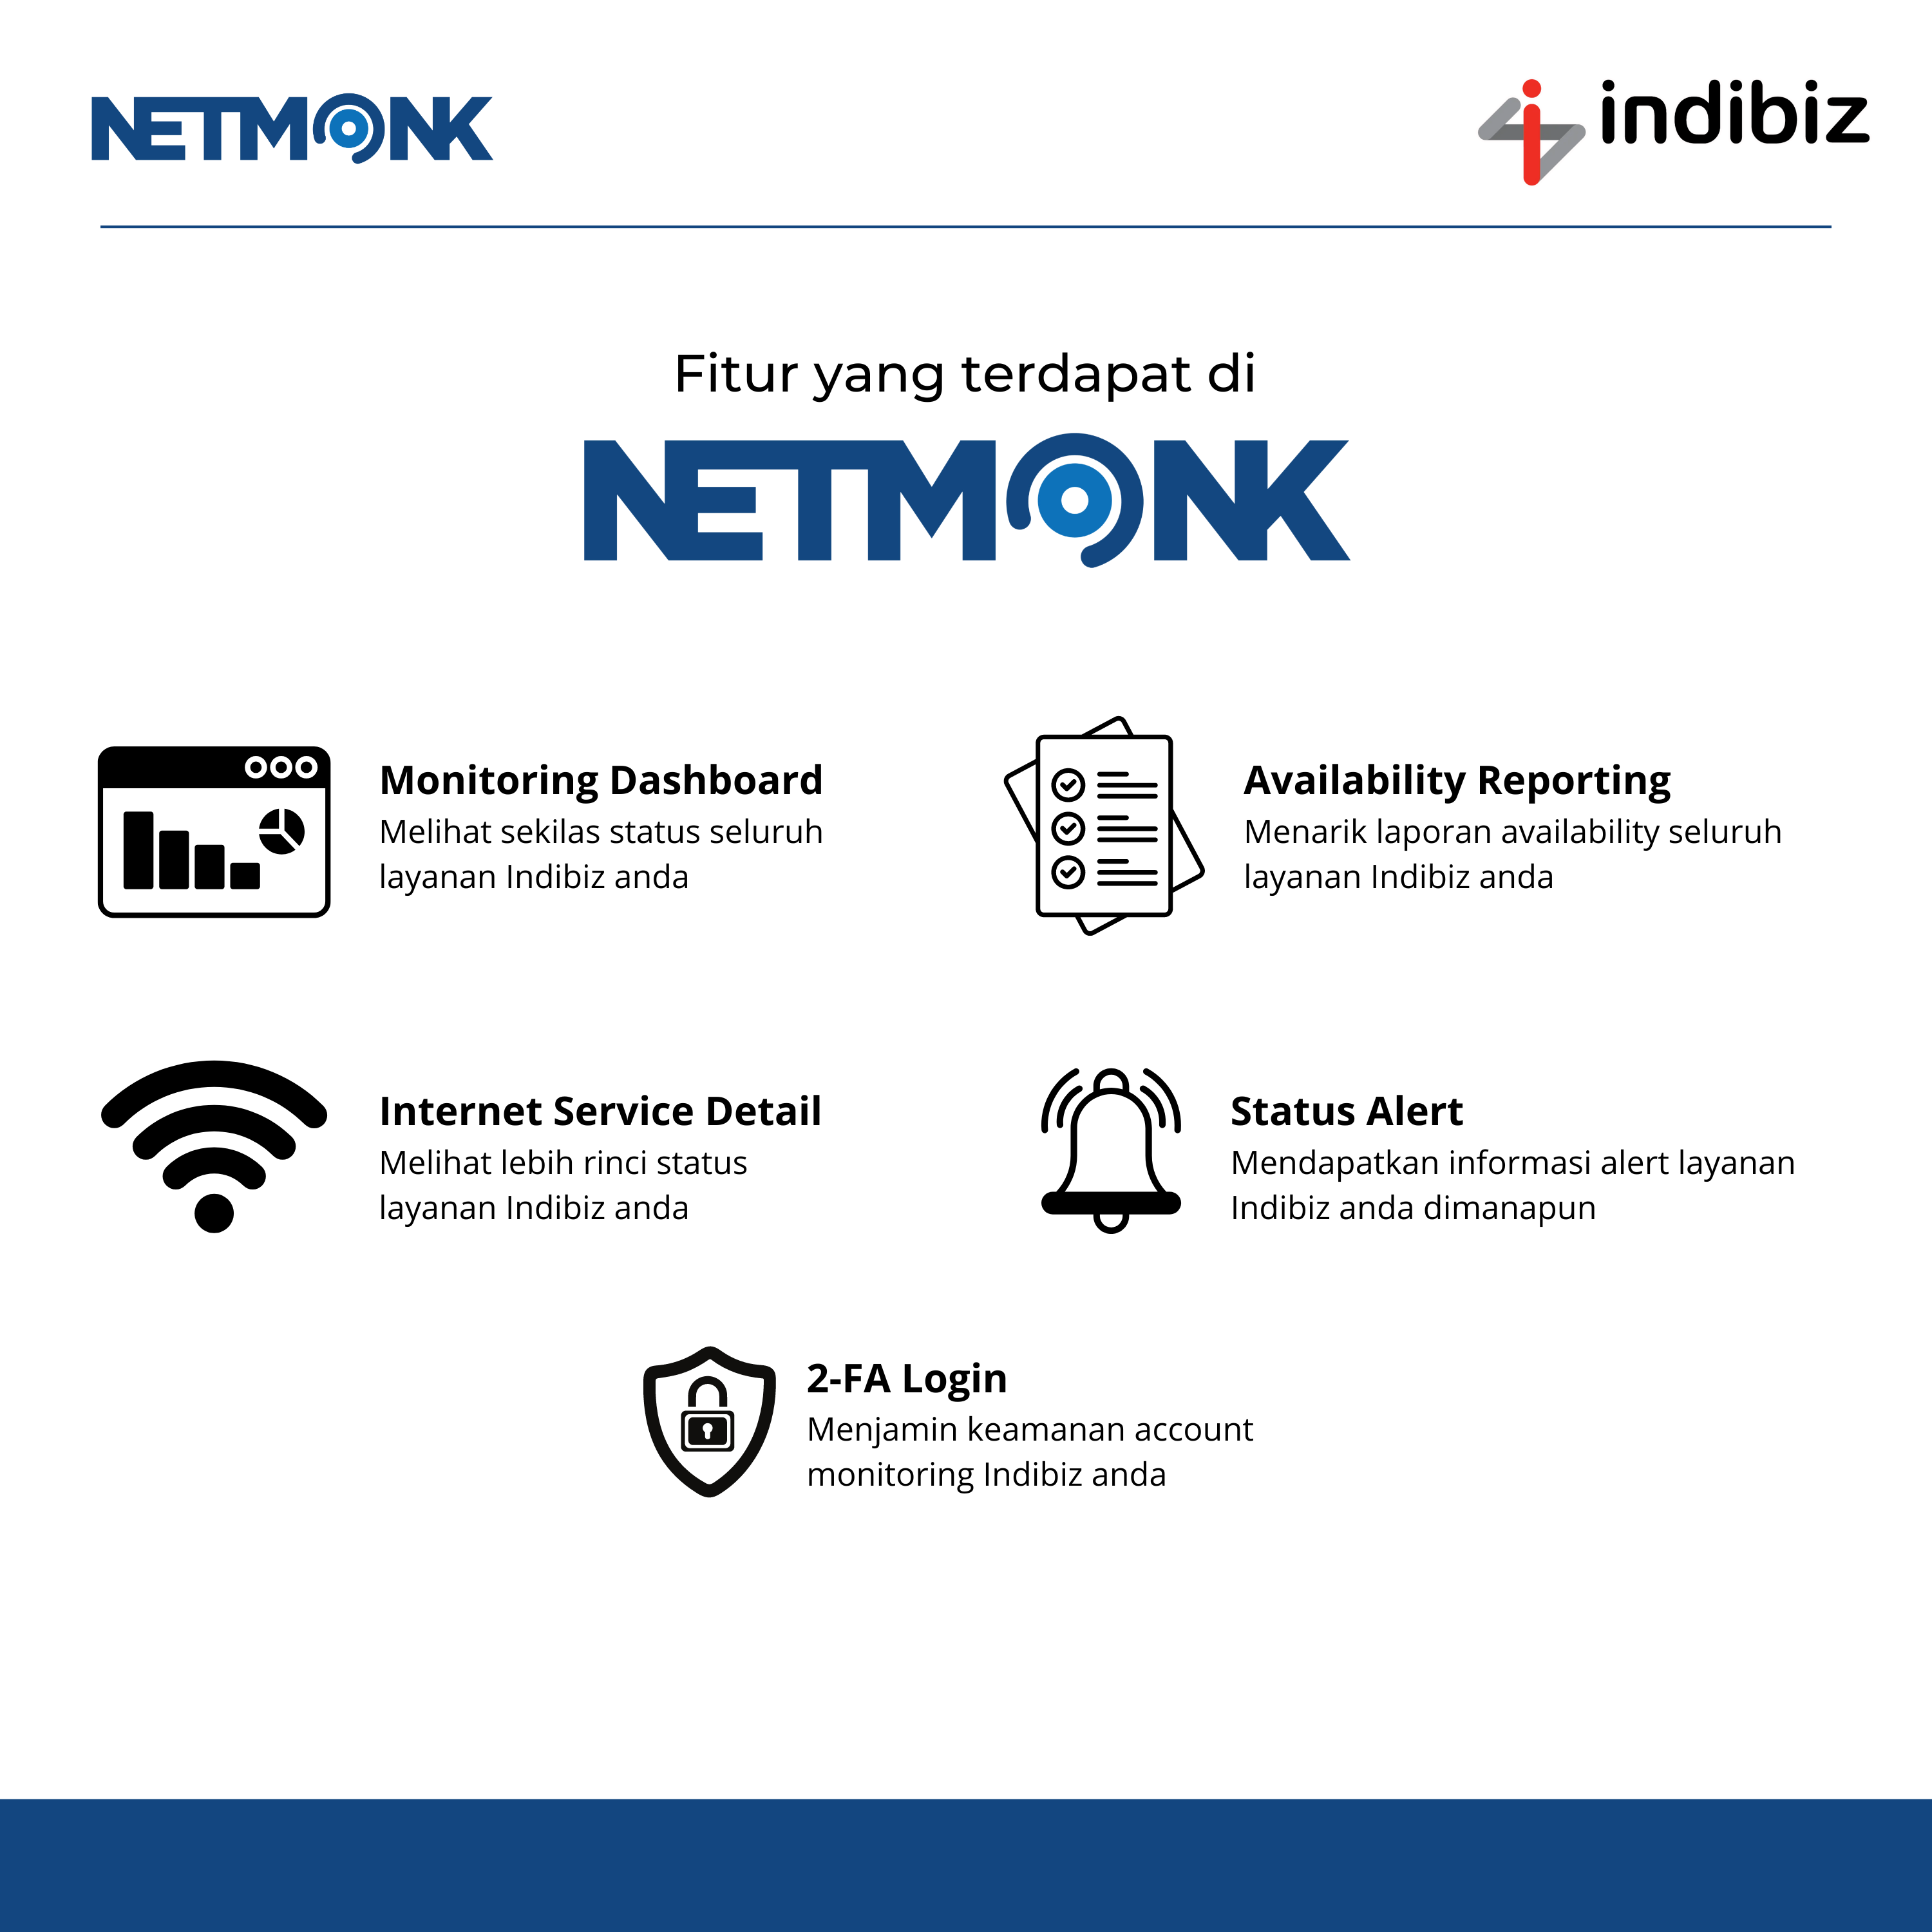 NETMONK
indibiz
Fitur yang terdapat di
NETMONK
Monitoring Dashboard
Melihat sekilas status seluruh
layanan Indibiz anda
Availability Reporting
Menarik laporan availability seluruh
layanan Indibiz anda
Internet Service Detail
Melihat lebih rinci status
layanan Indibiz anda
Status Alert
Mendapatkan informasi alert layanan
Indibiz anda dimanapun
2-FA Login
Menjamin keamanan account
monitoring Indibiz anda